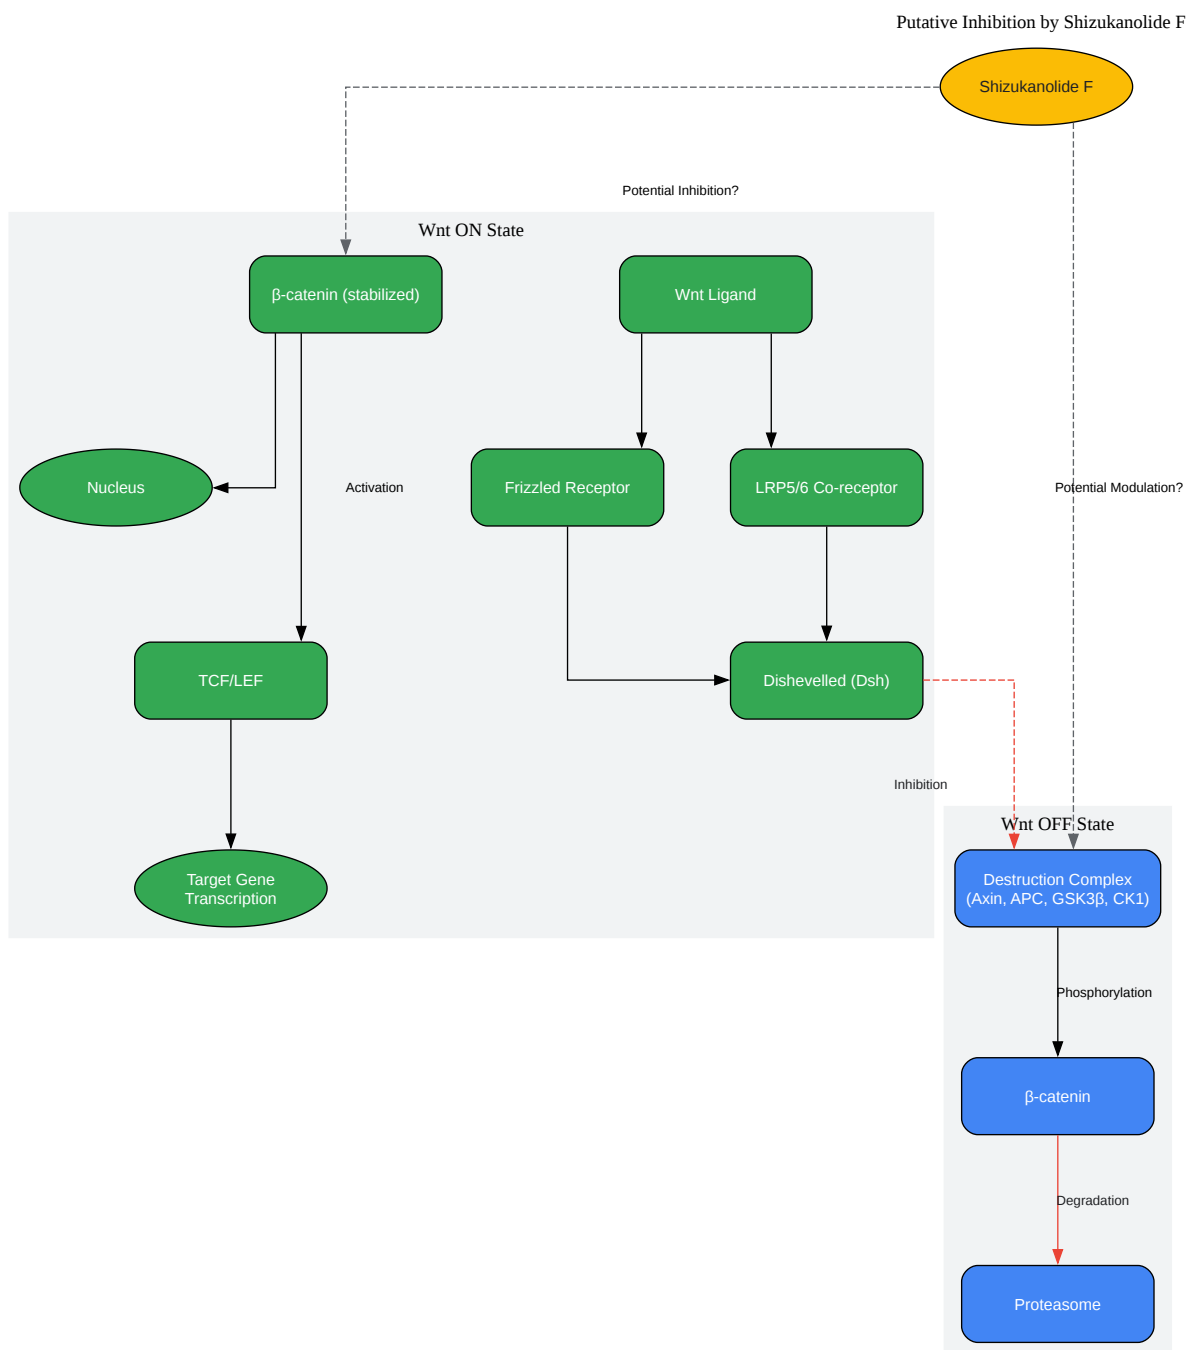 Putative Inhibition by Shizukanolide F
Shizukanolide F
Potential Inhibition?
Wnt ON State
β-catenin (stabilized)
Wnt Ligand
Nucleus
Activation
Frizzled Receptor
LRP5/6 Co-receptor
Potential Modulation?
TCF/LEF
Dishevelled (Dsh)
Inhibition
Wnt OFF State
Target Gene
Transcription
Destruction Complex
(Axin, APC, GSK3β, CK1)
Phosphorylation
β-catenin
Degradation
Proteasome